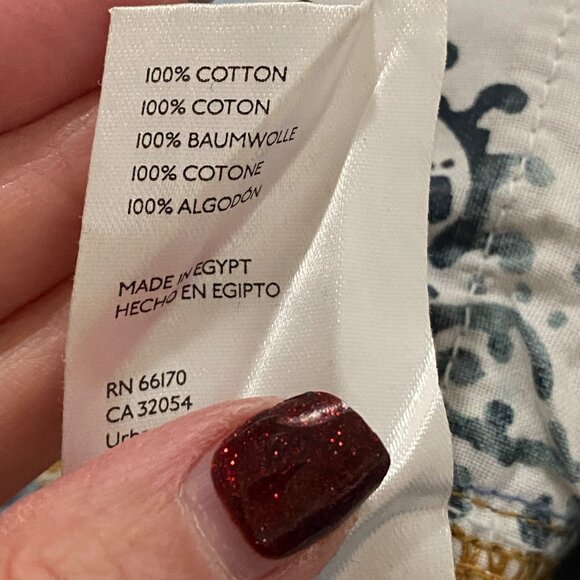 100% COTTON
100% COTON
100% BAUMWOLLE
100% COTONE
100% ALGODÓN
MADE IN EGYPT
HECHO EN EGIPTO
RN 66170
CA 32054